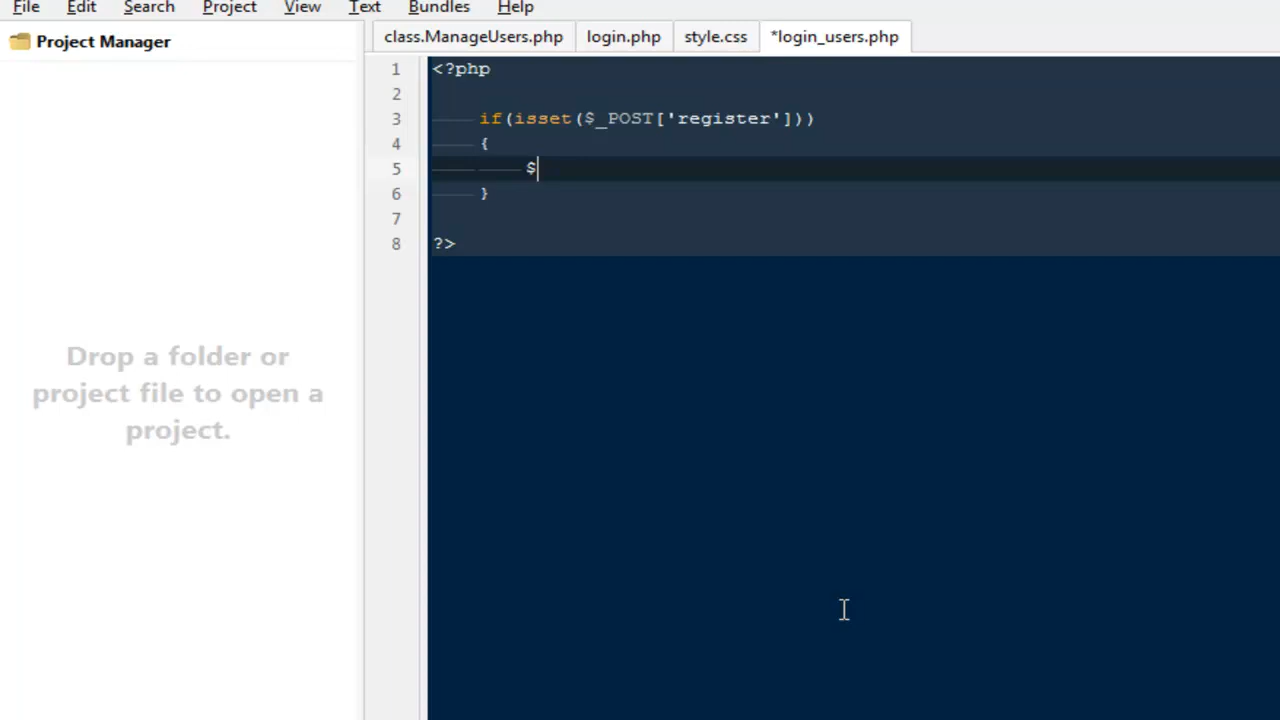 File Edit Search Project View Text Bundles Help
Project Manager
class.ManageUsers.php login.php style.css *login_users.php
1 <?php
2
3 if(isset($_POST['register']))
4 {
5 $
6 }
7
8 ?>
Drop a folder or
project file to open a
project.